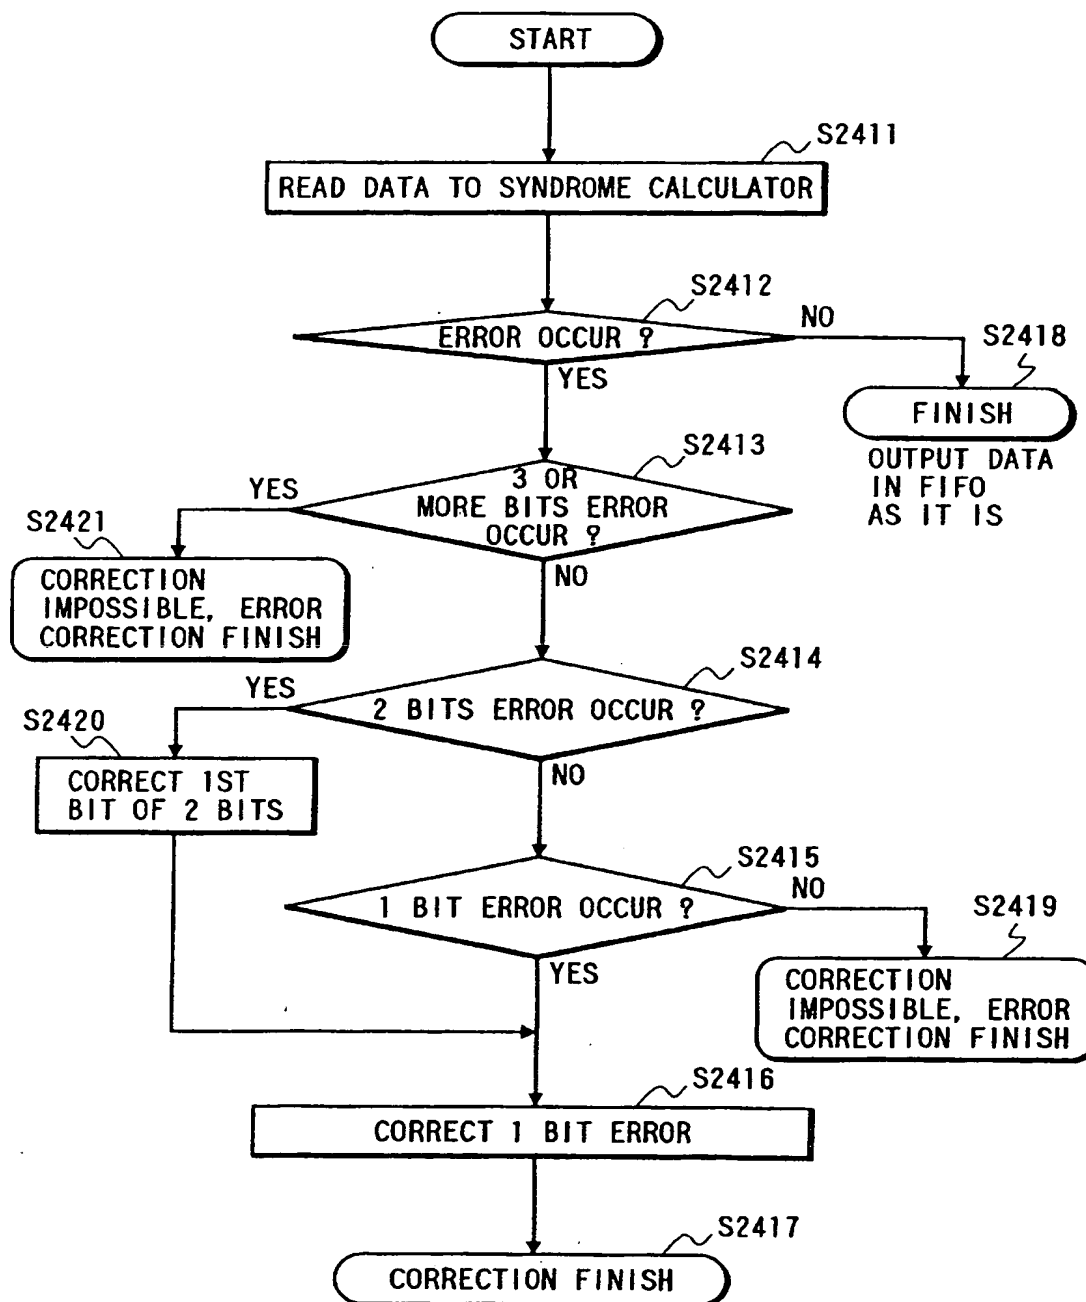 START
S2411
READ DATA TO SYNDROME CALCULATOR
S2412
ERROR OCCUR ?
NO
YES
S2418
FINISH
OUTPUT DATA
IN FIFO
AS IT IS
S2413
3 OR
MORE BITS ERROR
OCCUR ?
YES
NO
S2421
CORRECTION
IMPOSSIBLE, ERROR
CORRECTION FINISH
S2414
2 BITS ERROR OCCUR ?
YES
NO
S2420
CORRECT 1ST
BIT OF 2 BITS
S2415
1 BIT ERROR OCCUR ?
NO
YES
S2419
CORRECTION
IMPOSSIBLE, ERROR
CORRECTION FINISH
S2416
CORRECT 1 BIT ERROR
S2417
CORRECTION FINISH